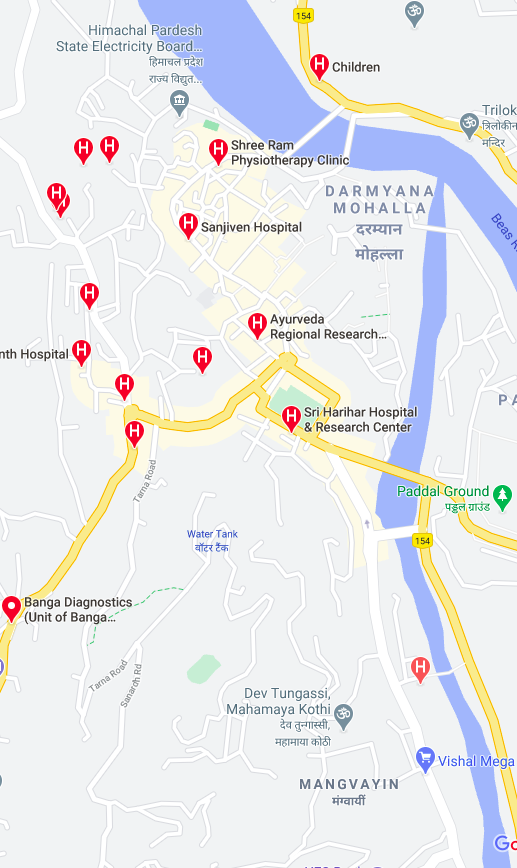 154
Himachal Pardesh
State Electricity Board...
हिमाचल प्रदेश
राज्य विद्युत...
Children
Trilok
त्रिलोकीन
मन्दिर
Shree Ram
Physiotherapy Clinic
DARMYANA
MOHALLA
दरम्यान
मोहल्ला
Beas R
Sanjiven Hospital
Ayurveda
Regional Research...
nth Hospital
PA
Sri Harihar Hospital
& Research Center
Tarna Road
Paddal Ground
पड्डल ग्राउंड
Water Tank
वॉटर टैंक
154
Banga Diagnostics
(Unit of Banga...
Tarna Road
Sanardh Rd
Dev Tungassi,
Mahamaya Kothi
देव तुन्गास्सी,
महामाया कोठी
Vishal Mega
MANGVAYIN
मंग्वायीं
Go